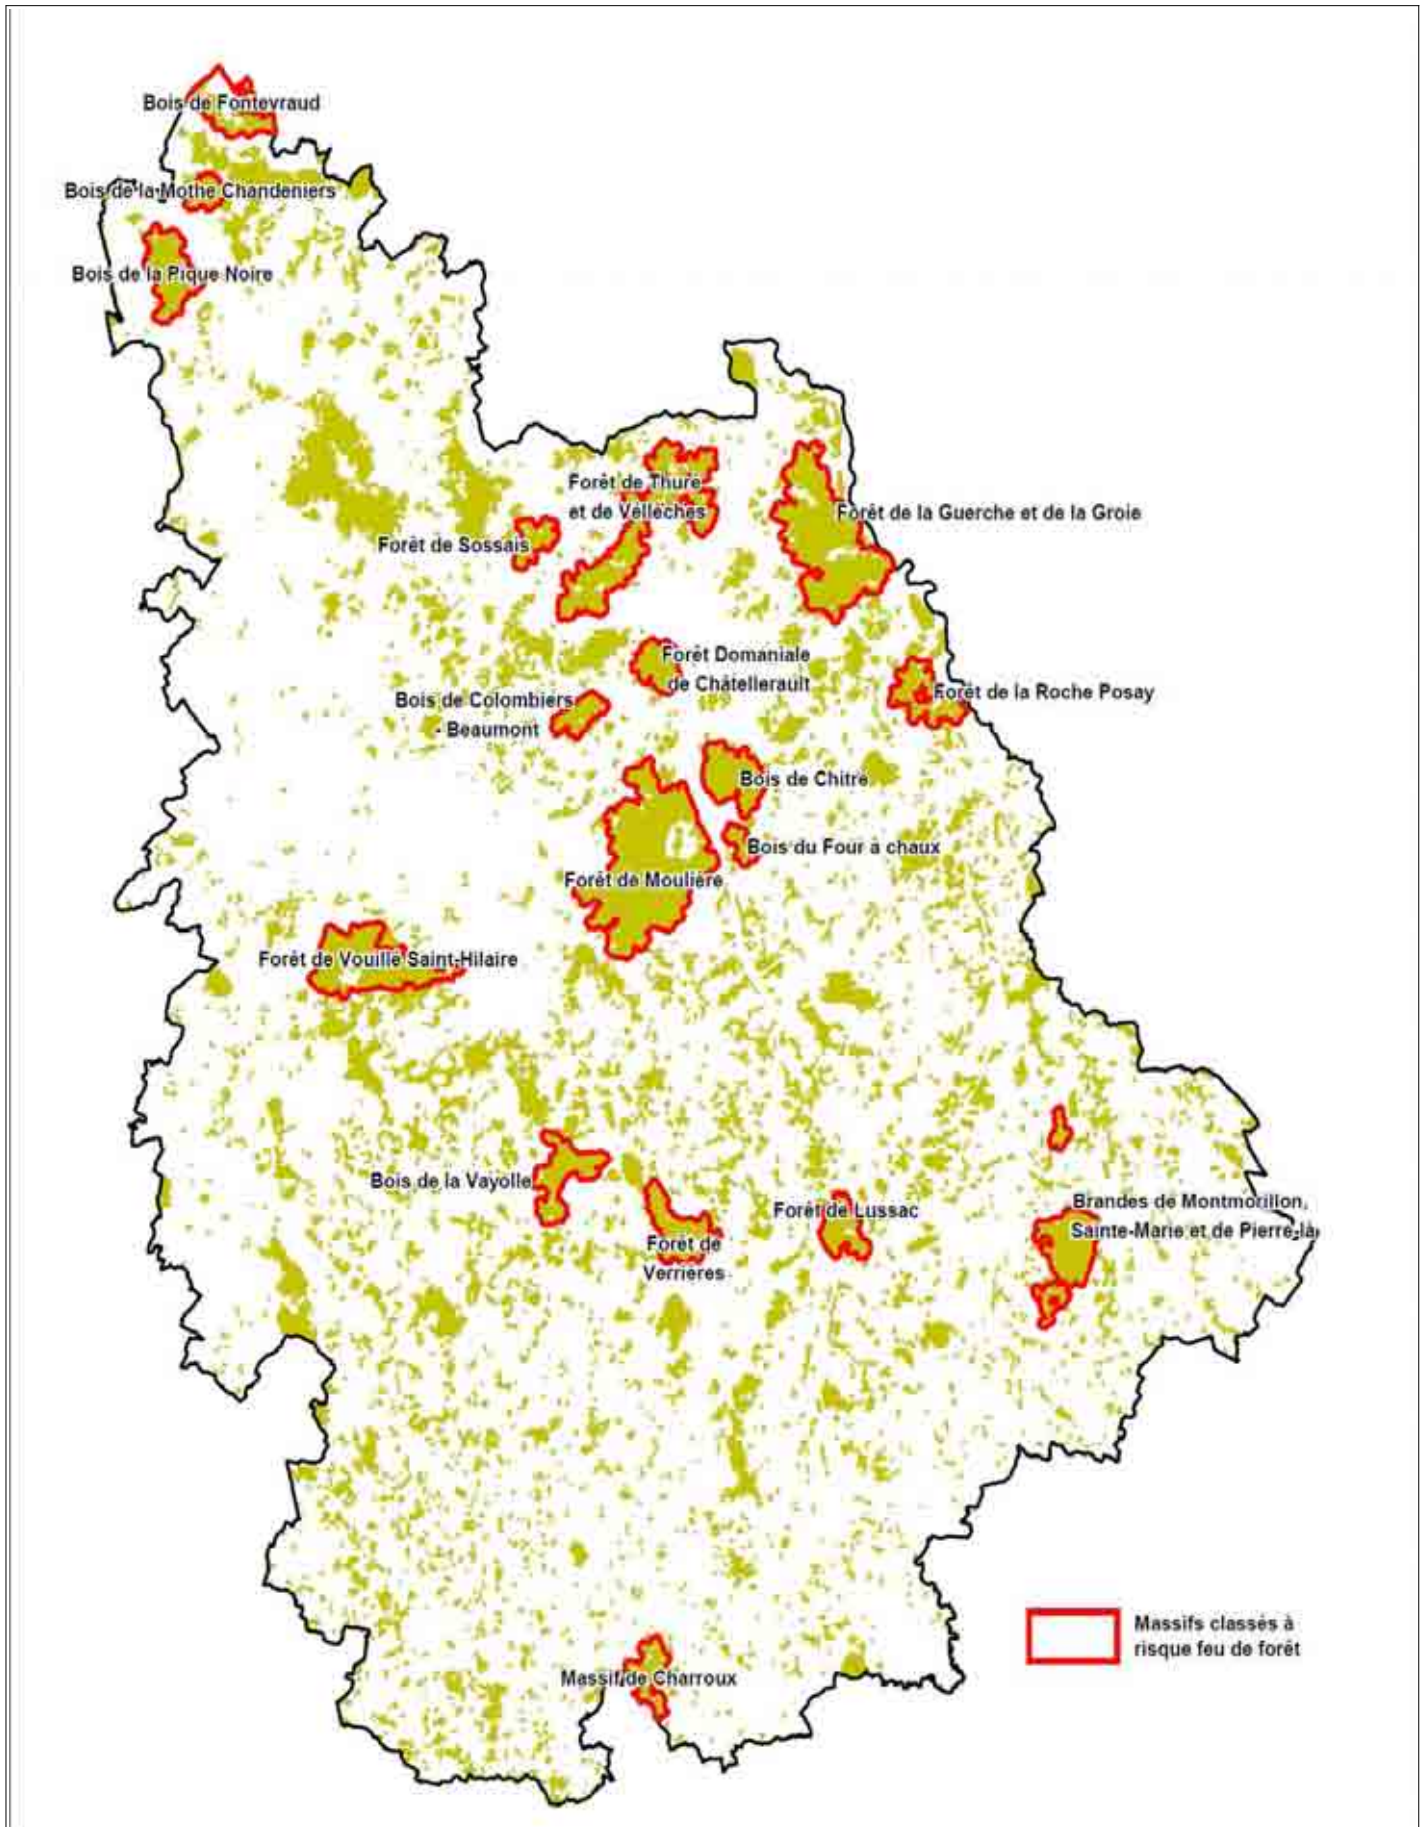 Bois de Fontevraud
Bois de la Mothe Chandeniers
Bois de la Pique Noire
Forêt de Thuré
et de Vellèches
Forêt de la Guerche et de la Groie
Forêt de Sossais
Forêt Domaniale
de Châtellerault
Forêt de la Roche Posay
Bois de Colombiers
- Beaumont
Bois de Chitré
Bois du Four à chaux
Forêt de Moulière
Forêt de Vouillé Saint-Hilaire
Bois de la Vayolle
Forêt de
Verrières
Forêt de Lussac
Brandes de Montmorillon,
Sainte-Marie et de Pierre-là
Massifs classés à
risque feu de forêt
Massif de Charroux